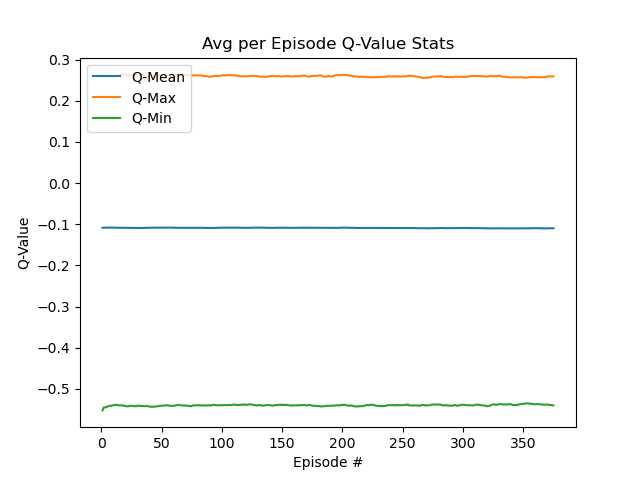 Avg per Episode Q-Value Stats
Q-Mean
Q-Max
Q-Min
Q-Value
0.3
0.2
0.1
0.0
−0.1
−0.2
−0.3
−0.4
−0.5
0 50 100 150 200 250 300 350
Episode #